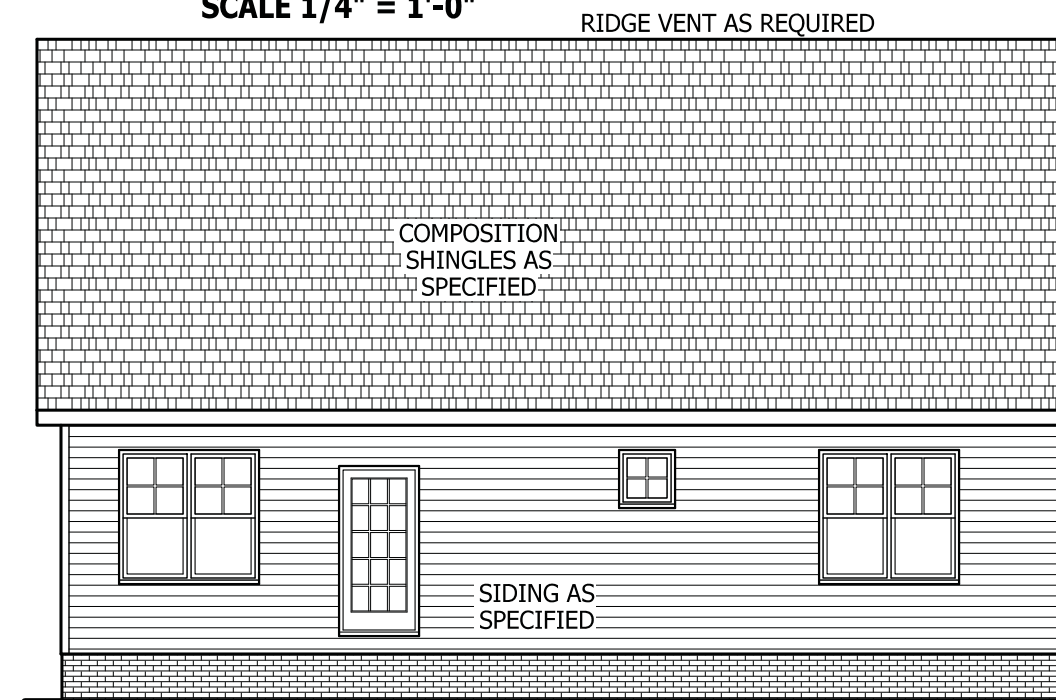 SCALE 1/4" = 1'-0"
RIDGE VENT AS REQUIRED
COMPOSITION
SHINGLES AS
SPECIFIED
SIDING AS
SPECIFIED